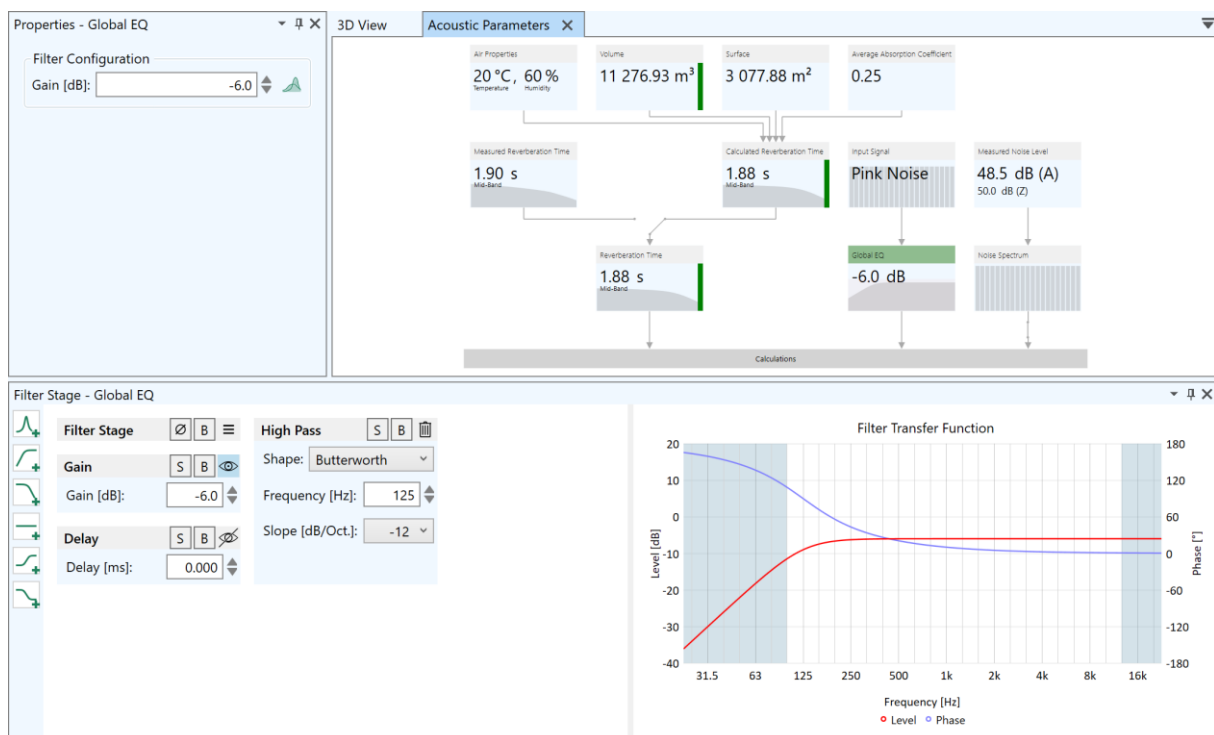 Properties - Global EQ
Filter Configuration
Gain [dB]: -6.0
3D View Acoustic Parameters
Air Properties Volume Surface Average Absorption Coefficient
20 °C, 60 % 11 276.93 m³ 3 077.88 m² 0.25
Temperature Humidity
Measured Reverberation Time Calculated Reverberation Time Input Signal Measured Noise Level
1.90 s 1.88 s Pink Noise 48.5 dB (A)
Mid-Band Mid-Band 50.0 dB (Z)
Reverberation Time Global EQ Noise Spectrum
1.88 s -6.0 dB
Mid-Band
Calculations
Filter Stage - Global EQ
Filter Stage Ø B High Pass S B
Gain S B Shape: Butterworth
Gain [dB]: -6.0 Frequency [Hz]: 125
Delay S B Slope [dB/Oct.]: -12
Delay [ms]: 0.000
Filter Transfer Function
20 180
10 120
0 60
-10 0
-20 -60
-30 -120
-40 -180
Level [dB]
Phase [°]
31.5 63 125 250 500 1k 2k 4k 8k 16k
Frequency [Hz]
Level Phase